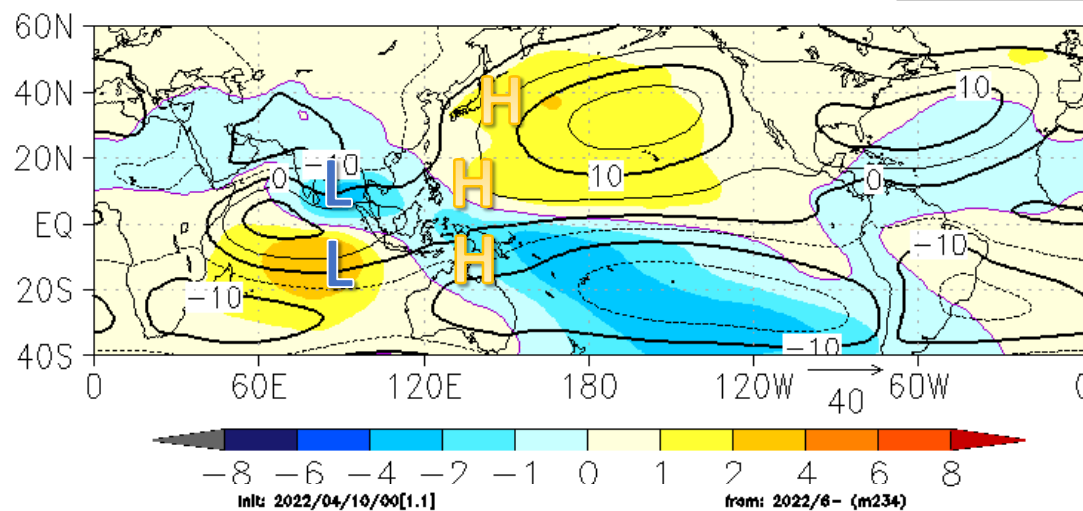 60N
40N
20N
EQ
20S
40S
H
H
H
L
L
10
10
0
0
-10
-10
-10
-10
0 60E 120E 180 120W 60W 0
40
-8 -6 -4 -2 -1 0 1 2 4 6 8
init: 2022/04/10/00[1.1] from: 2022/6- (m234)